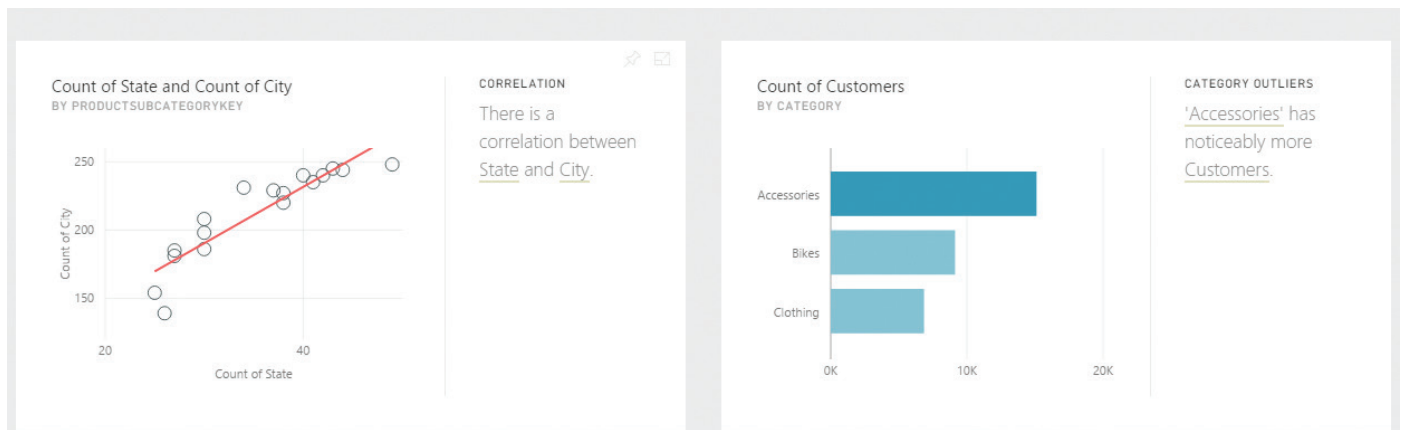 Count of State and Count of City
BY PRODUCTSUBCATEGORYKEY
250
200
150
Count of City
20
40
Count of State
CORRELATION
There is a
correlation between
State and City.
Count of Customers
BY CATEGORY
Accessories
Bikes
Clothing
0K
10K
20K
CATEGORY OUTLIERS
'Accessories' has
noticeably more
Customers.